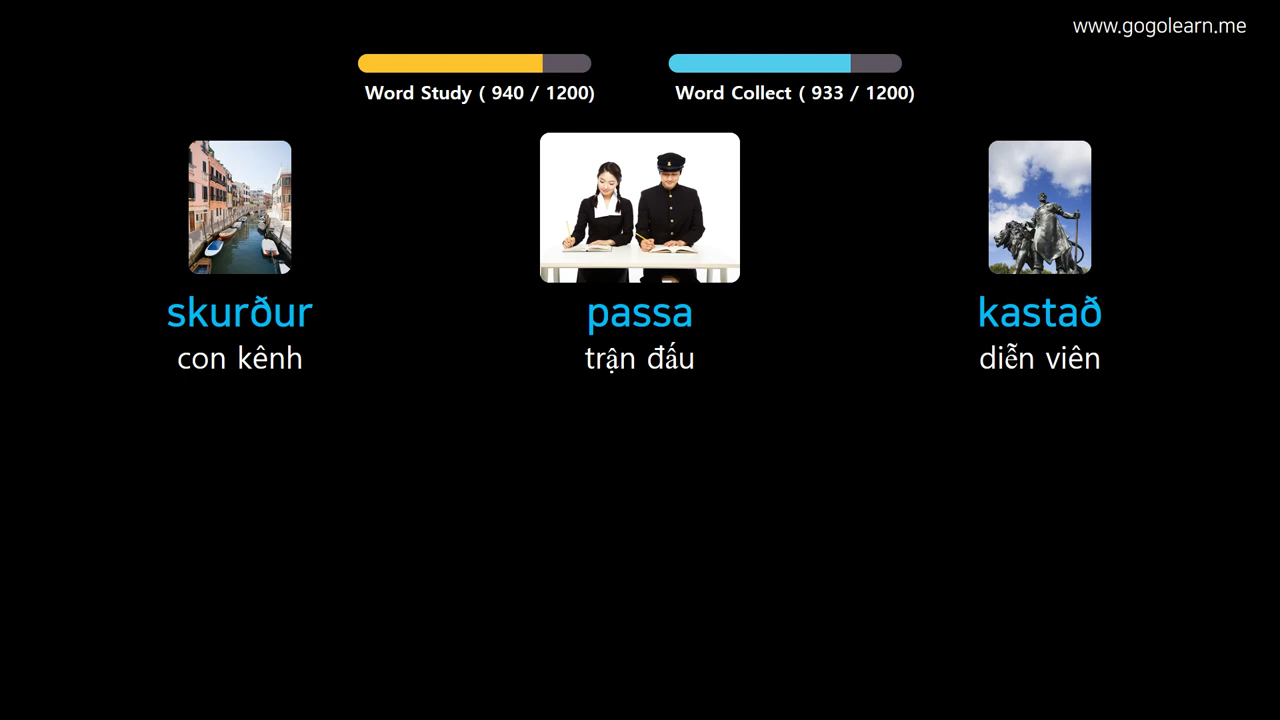 www.gogolearn.me
Word Study ( 940 / 1200)
Word Collect ( 933 / 1200)
skurður
passa
kastað
con kênh
trận đấu
diễn viên